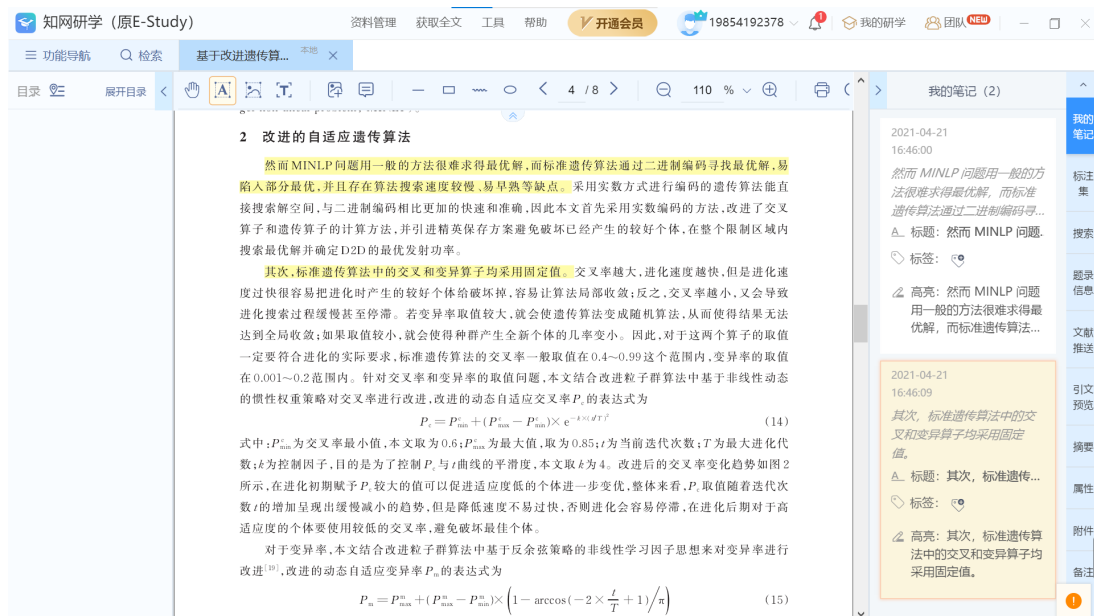 知网研学（原E-Study）
资料管理 获取全文 工具 帮助 开通会员 19854192378 1 我的研学 团队 NEW
功能导航 检索 基于改进遗传算... 本地
目录 展开目录 4 / 8 110 % 我的笔记（2）
2 改进的自适应遗传算法
然而MINLP问题用一般的方法很难求得最优解,而标准遗传算法通过二进制编码寻找最优解,易
陷入部分最优,并且存在算法搜索速度较慢、易早熟等缺点。采用实数方式进行编码的遗传算法能直
接搜索解空间,与二进制编码相比更加的快速和准确,因此本文首先采用实数编码的方法,改进了交叉
算子和遗传算子的计算方法,并引进精英保存方案避免破坏已经产生的较好个体,在整个限制区域内
搜索最优解并确定D2D的最优发射功率。
其次,标准遗传算法中的交叉和变异算子均采用固定值。交叉率越大,进化速度越快,但是进化速
度过快很容易把进化时产生的较好个体给破坏掉,容易让算法局部收敛;反之,交叉率越小,又会导致
进化搜索过程缓慢甚至停滞。若变异率取值较大,就会使遗传算法变成随机算法,从而使得结果无法
达到全局收敛;如果取值较小,就会使得种群产生全新个体的几率变小。因此,对于这两个算子的取值
一定要符合进化的实际要求,标准遗传算法的交叉率一般取值在0.4～0.99这个范围内,变异率的取值
在0.001～0.2范围内。针对交叉率和变异率的取值问题,本文结合改进粒子群算法中基于非线性动态
的惯性权重策略对交叉率进行改进,改进的动态自适应交叉率Pc的表达式为
Pc＝Pᶜmin＋(Pᶜmax－Pᶜmin)×e^(−k×(t/T)²) (14)
式中:Pᶜmin为交叉率最小值,本文取为0.6;Pᶜmax为最大值,取为0.85;t为当前迭代次数;T为最大进化代
数;k为控制因子,目的是为了控制Pc与t曲线的平滑度,本文取k为4。改进后的交叉率变化趋势如图2
所示,在进化初期赋予Pc较大的值可以促进适应度低的个体进一步变优,整体来看,Pc取值随着迭代次
数t的增加呈现出缓慢减小的趋势,但是降低速度不易过快,否则进化会容易停滞,在进化后期对于高
适应度的个体要使用较低的交叉率,避免破坏最佳个体。
对于变异率,本文结合改进粒子群算法中基于反余弦策略的非线性学习因子思想来对变异率进行
改进[19],改进的动态自适应变异率Pm的表达式为
Pm＝Pᵐmax＋(Pᵐmax－Pᵐmin)×(1－arccos(－2×t/T＋1)/π) (15)
2021-04-21
16:46:00
然而 MINLP 问题用一般的方
法很难求得最优解，而标准
遗传算法通过二进制编码寻...
标题：然而 MINLP 问题.
标签：
高亮：然而 MINLP 问题
用一般的方法很难求得最
优解，而标准遗传算法...
2021-04-21
16:46:09
其次，标准遗传算法中的交
叉和变异算子均采用固定
值。
标题：其次，标准遗传...
标签：
高亮：其次，标准遗传算
法中的交叉和变异算子均
采用固定值。
我的
笔记
标注
集
搜索
题录
信息
文献
推送
引文
预览
摘要
属性
附件
备注